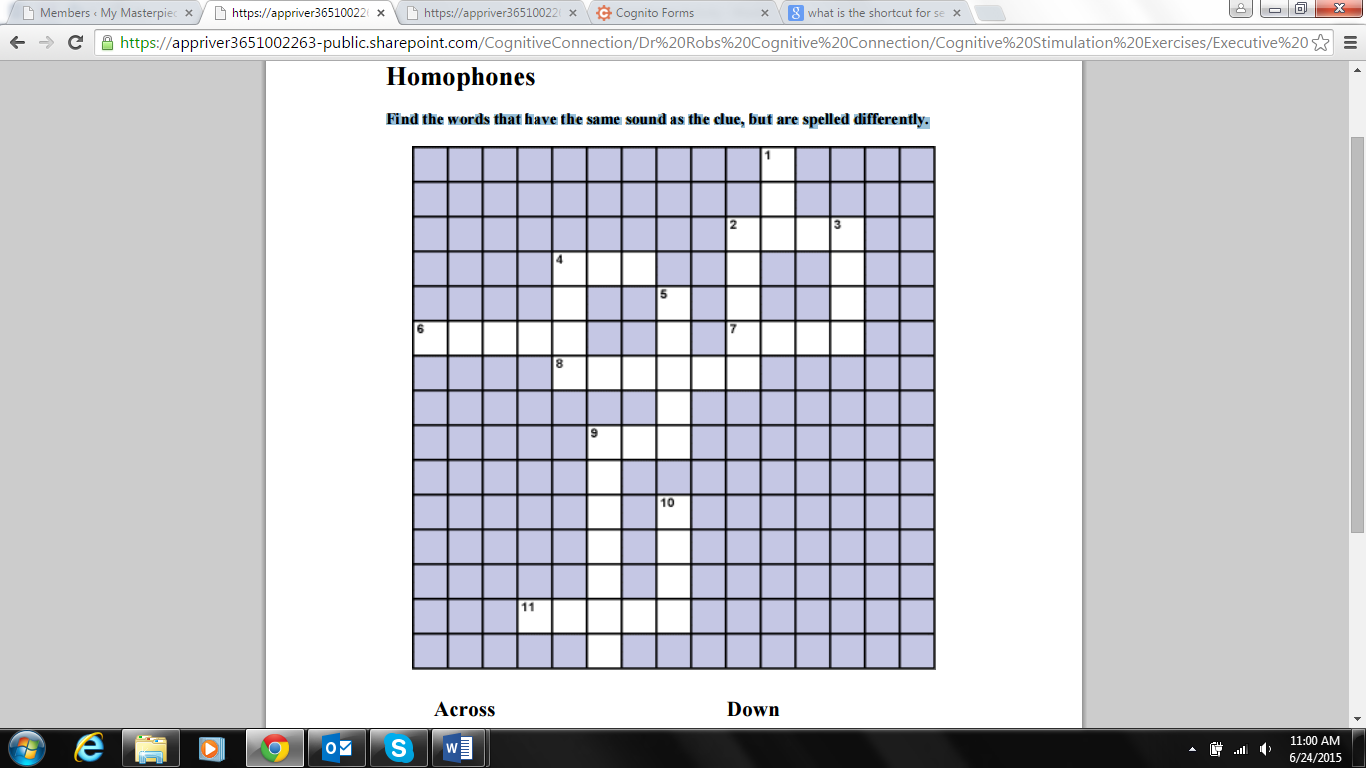 Members ‹ My Masterpiec
https://appriver36510022
https://appriver36510022
Cognito Forms
what is the shortcut for se
https://appriver3651002263-public.sharepoint.com/CognitiveConnection/Dr%20Robs%20Cognitive%20Connection/Cognitive%20Stimulation%20Exercises/Executive%20
Homophones
Find the words that have the same sound as the clue, but are spelled differently.
1
2 3
4
5
6 7
8
9
10
11
Across Down
11:00 AM
6/24/2015